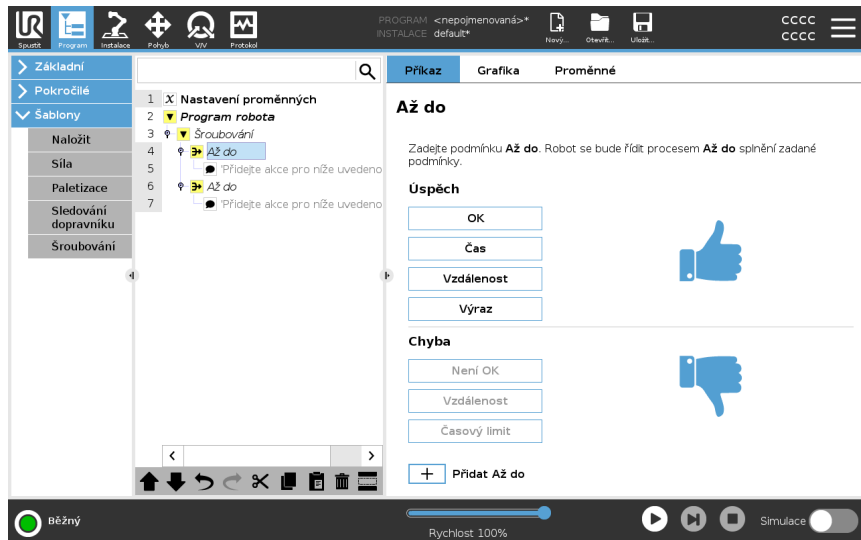 UR
PROGRAM <nepojmenovaná>*
INSTALACE default*
Spustit
Program
Instalace
Pohyb
V/V
Protokol
Nový...
Otevřít...
Uložit...
CCCC
CCCC
Základní
Pokročilé
Šablony
Naložit
Síla
Paletizace
Sledování
dopravníku
Šroubování
1 X Nastavení proměnných
2 Program robota
3 Šroubování
4 Až do
5 'Přidejte akce pro níže uvedeno
6 Až do
7 'Přidejte akce pro níže uvedeno
Příkaz Grafika Proměnné
Až do
Zadejte podmínku Až do. Robot se bude řídit procesem Až do splnění zadané
podmínky.
Úspěch
OK
Čas
Vzdálenost
Výraz
Chyba
Není OK
Vzdálenost
Časový limit
+ Přidat Až do
Běžný
Rychlost 100%
Simulace